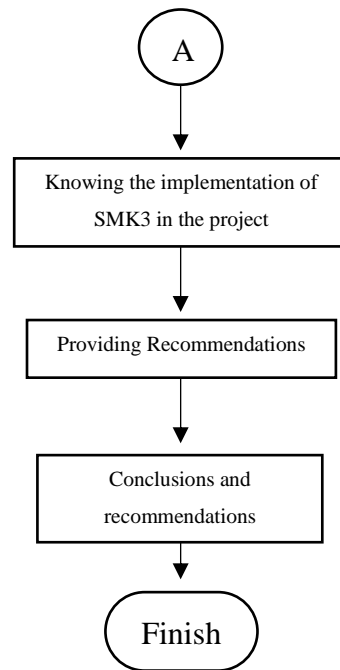 A
Knowing the implementation of
SMK3 in the project
Providing Recommendations
Conclusions and
recommendations
Finish